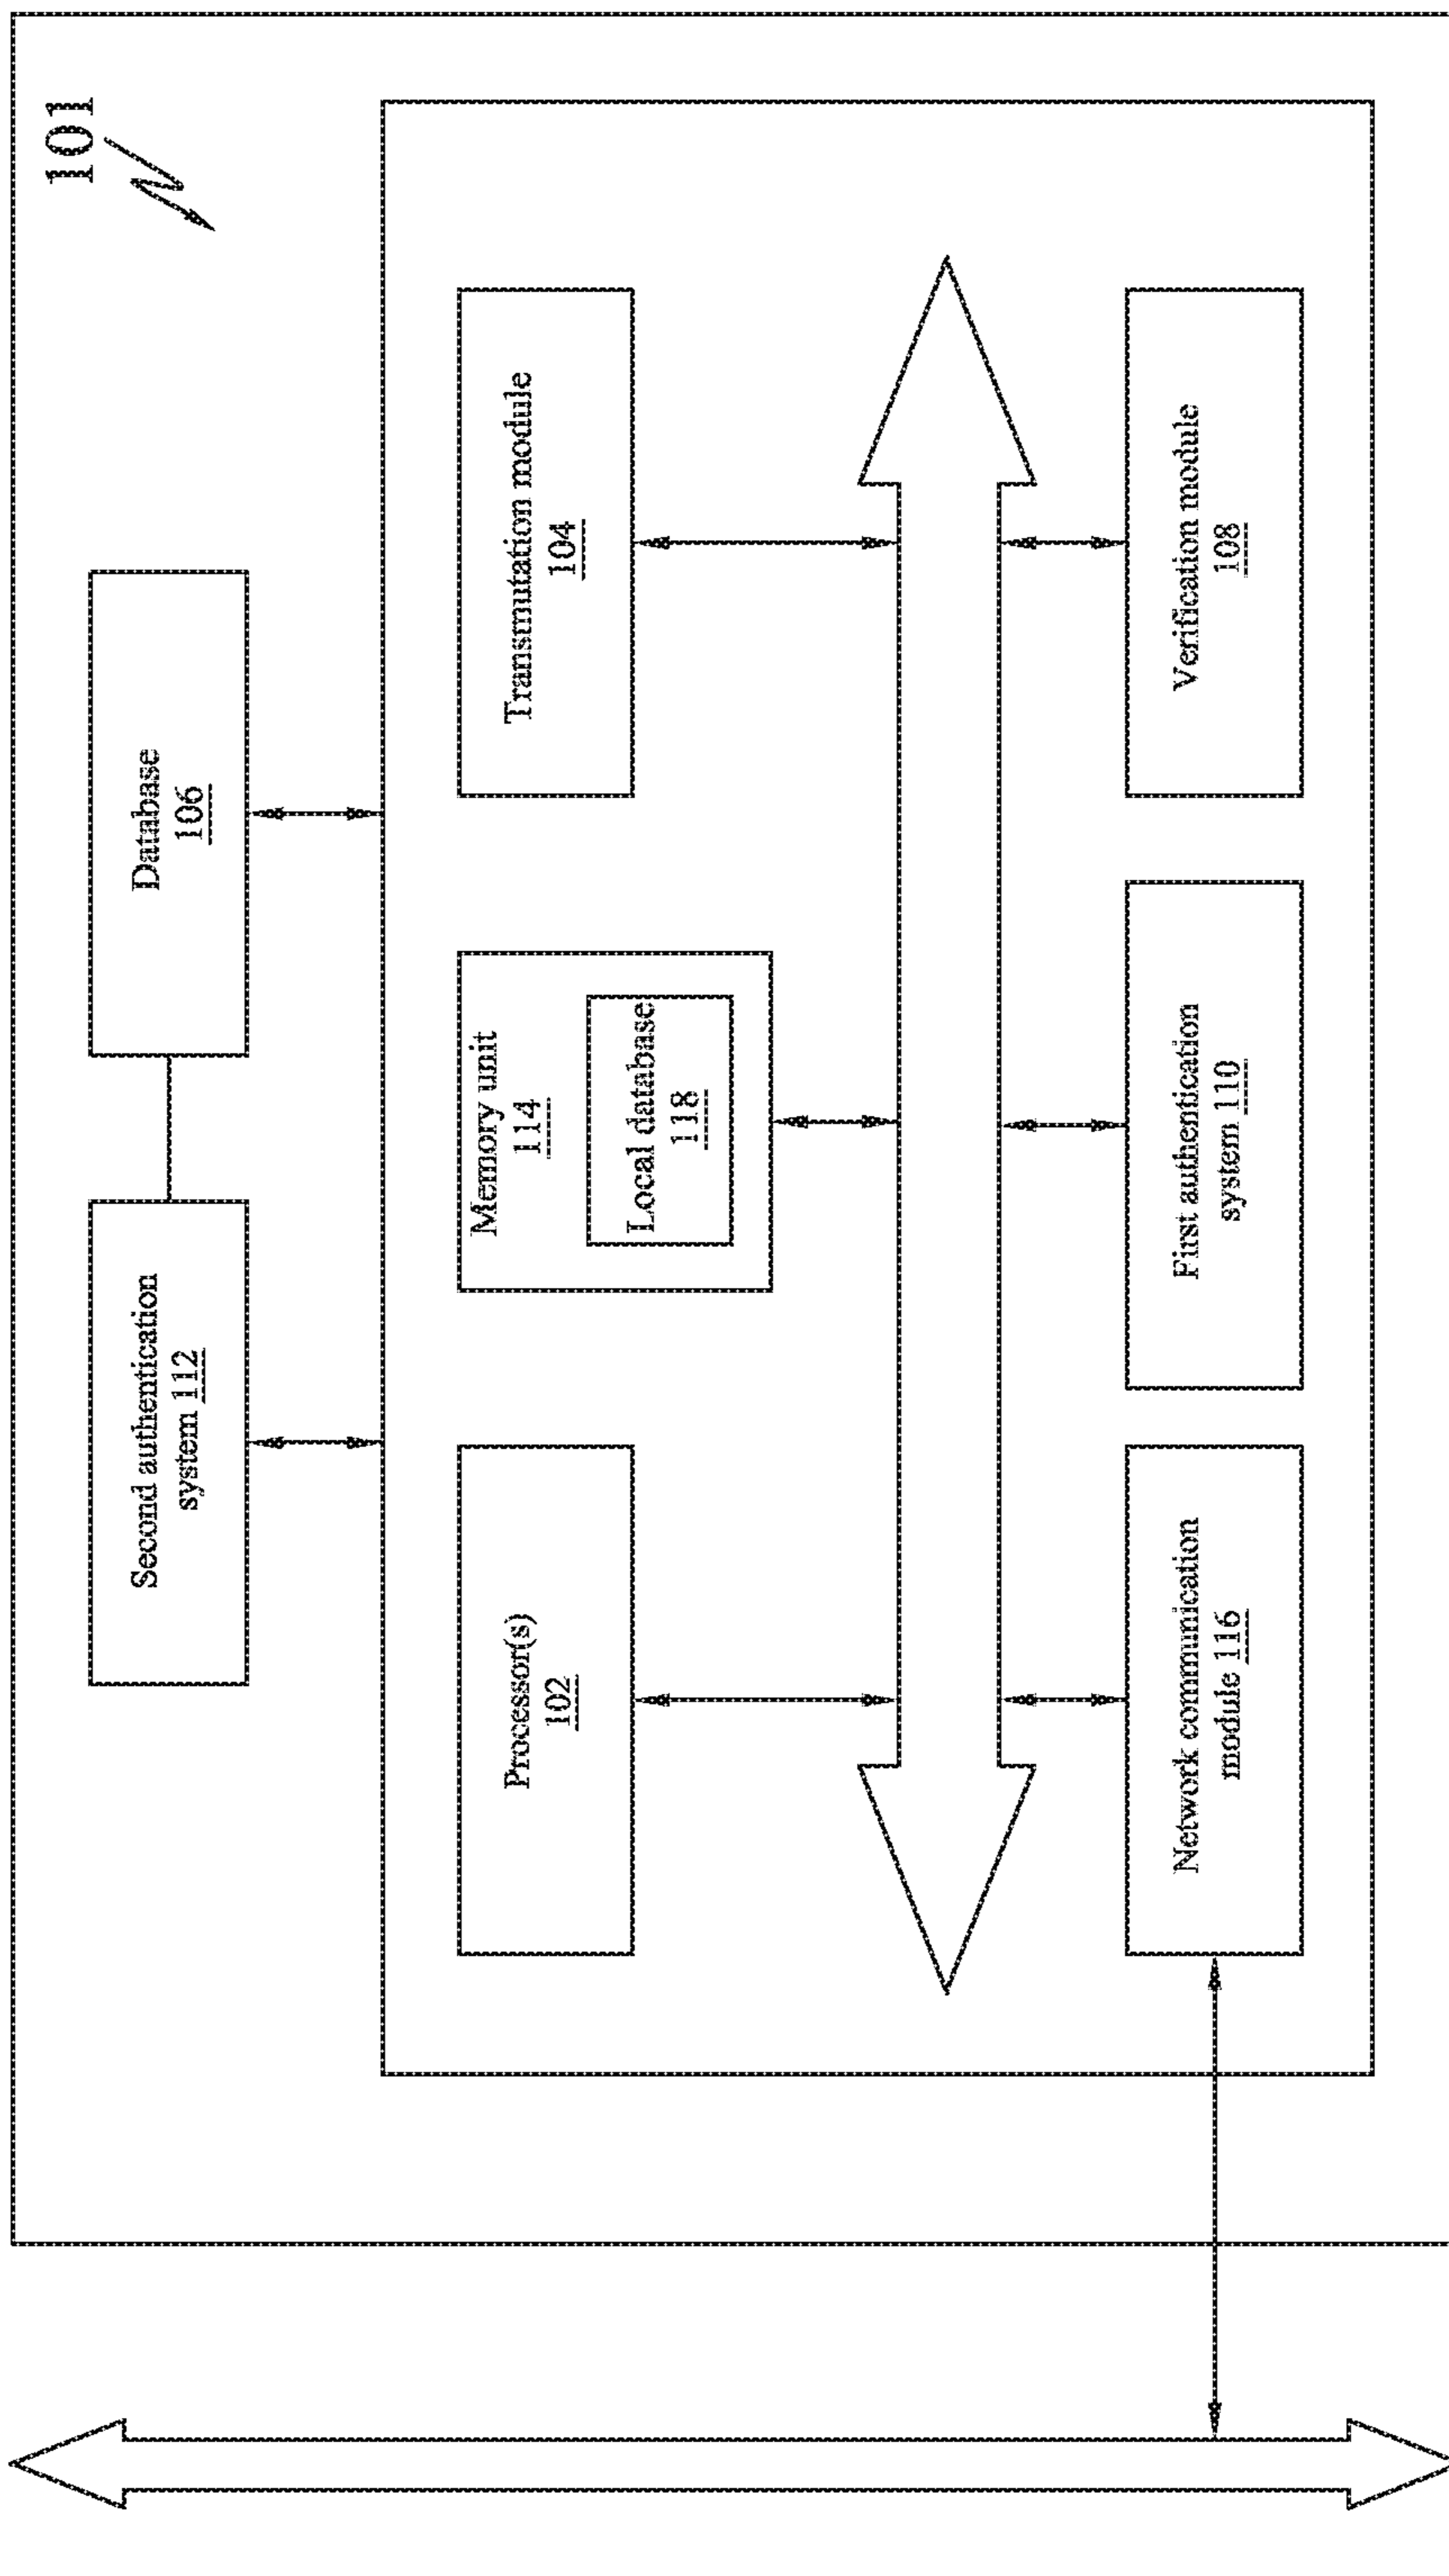 101
Second authentication
system 112
Database
106
Processor(s)
102
Memory unit
114
Local database
118
Transmutation module
104
Network communication
module 116
First authentication
system 110
Verification module
108